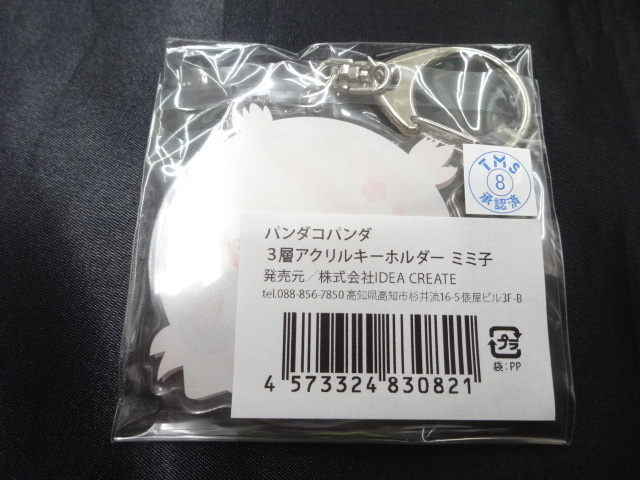 TMS
8
承認済
パンダコパンダ
3層アクリルキーホルダー ミミ子
発売元／株式会社IDEA CREATE
tel.088-856-7850 高知県高知市杉井流16-5 俵屋ビル3F-B
プラ
袋:PP
4 573324 830821